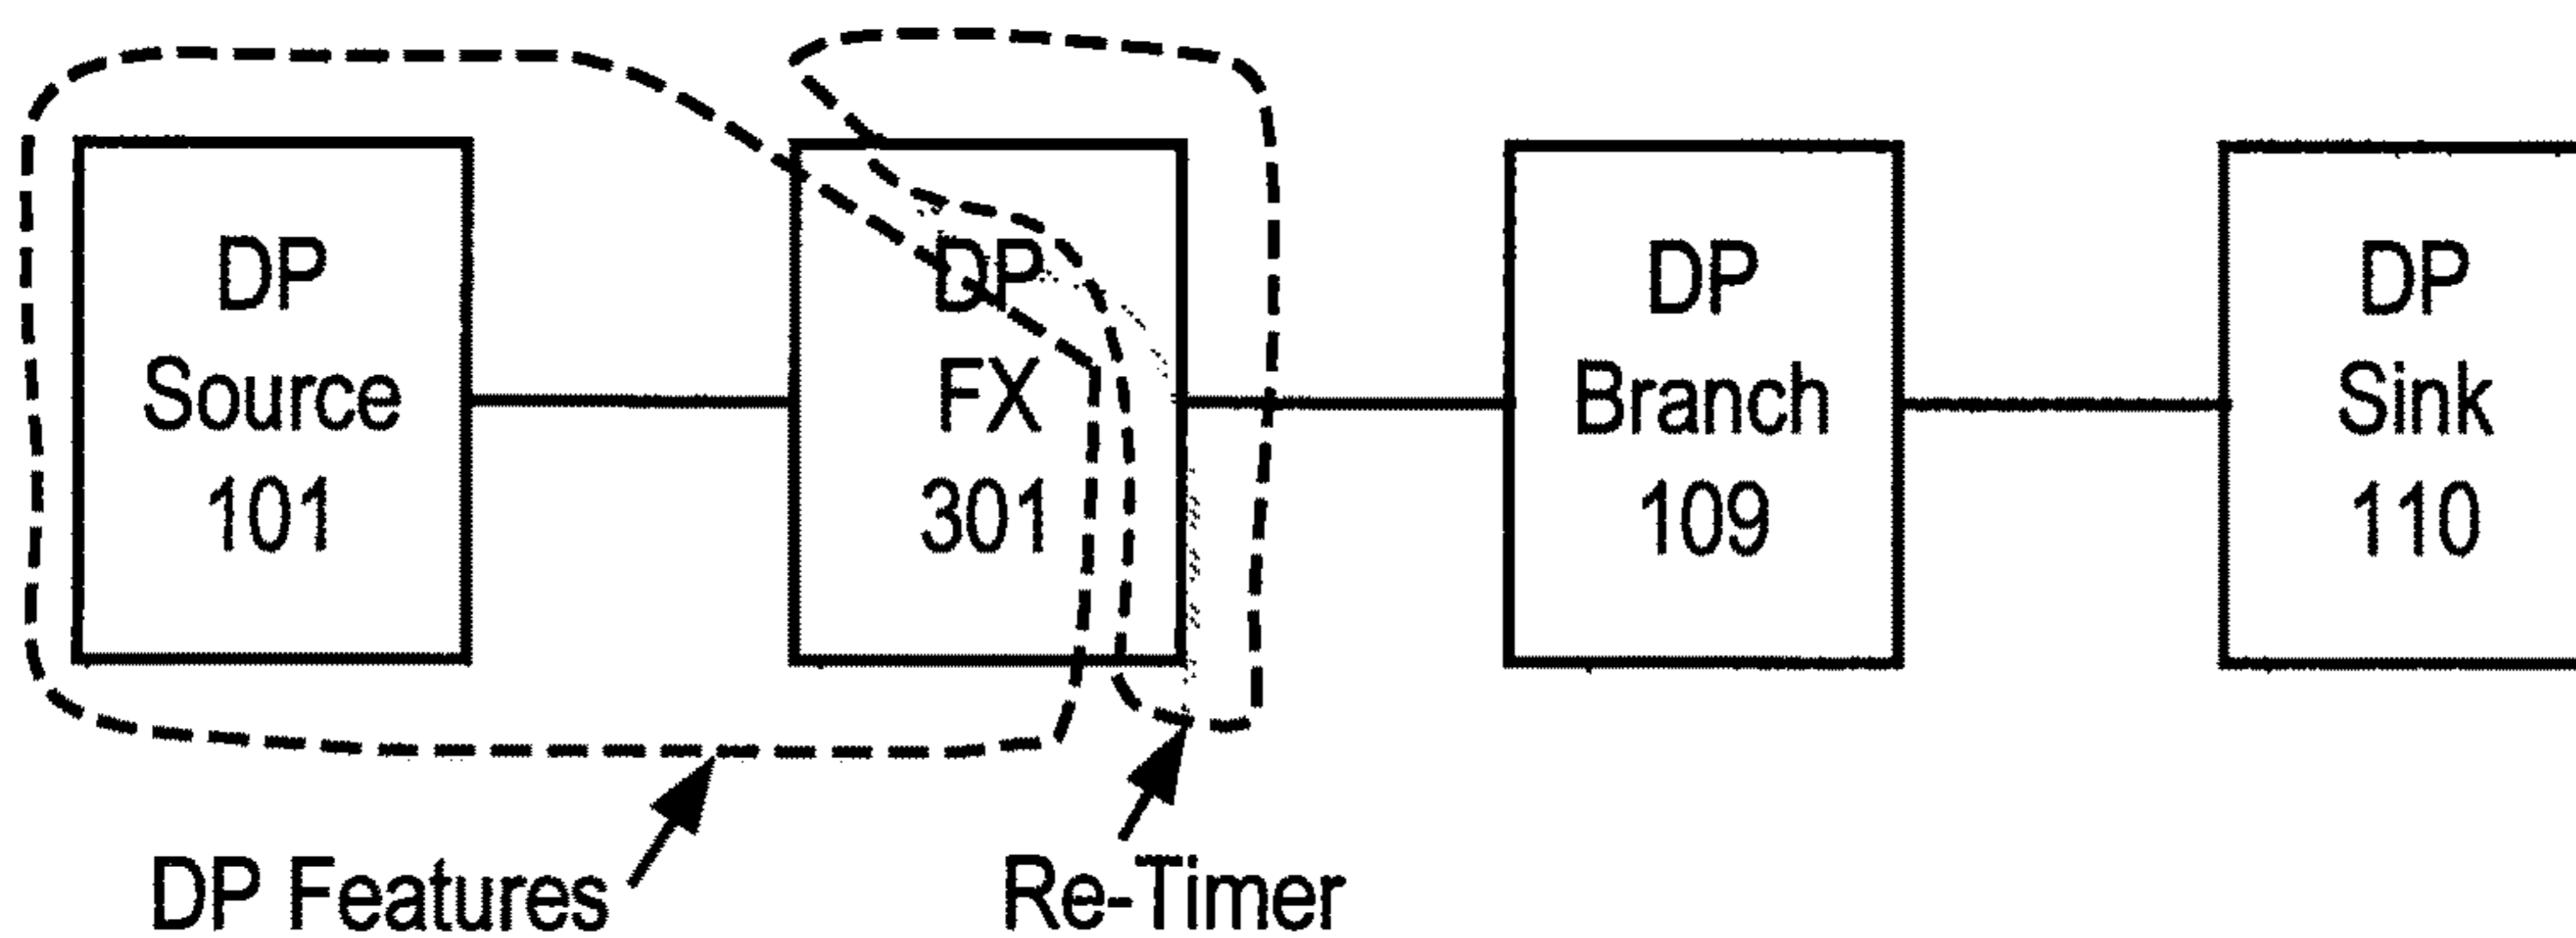 DP
Source
101
DP
FX
301
DP
Branch
109
DP
Sink
110
DP Features
Re-Timer